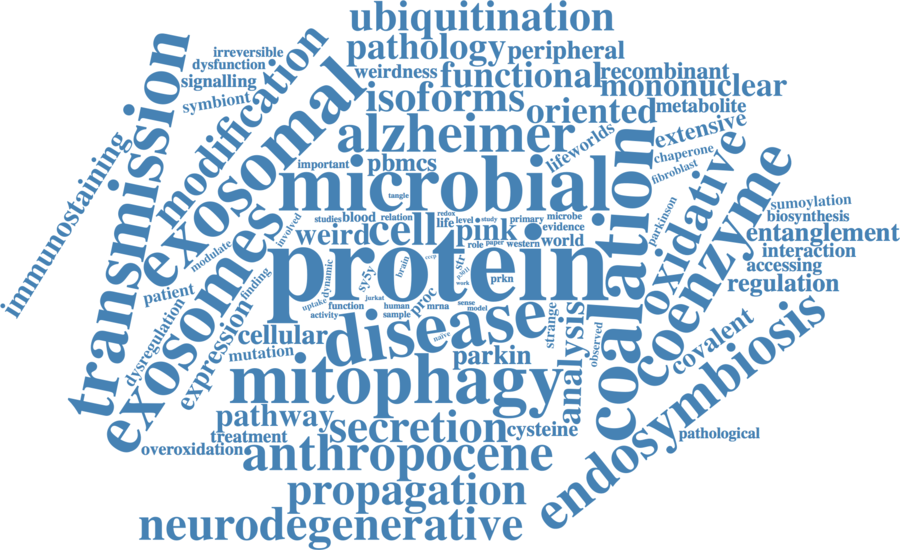 ubiquitination
pathology
peripheral
irreversible
dysfunction
signalling
symbiont
weirdness
functional
recombinant
mononuclear
isoforms
oriented
metabolite
transmission
modification
exosomal
alzheimer
lifeworlds
extensive
chaperone
fibroblast
important
pbmcs
immunostaining
microbial
tangle
coalation
oxidative
coenzyme
parkinson
sumoylation
biosynthesis
entanglement
interaction
accessing
regulation
studies
blood
relation
redox
life
level
study
primary
microbe
evidence
weird
cell
pink
world
role
paper
western
involved
modulate
exosomes
protein
finding
patient
dynamic
uptake
sy5y
brain
prkn
work
jurkat
human
function
activity
sample
proc
mrna
sense
model
naive
strange
analysis
observed
dysregulation
expression
cellular
mutation
disease
parkin
covalent
endosymbiosis
mitophagy
pathway
treatment
overoxidation
secretion
cysteine
pathological
anthropocene
propagation
neurodegenerative